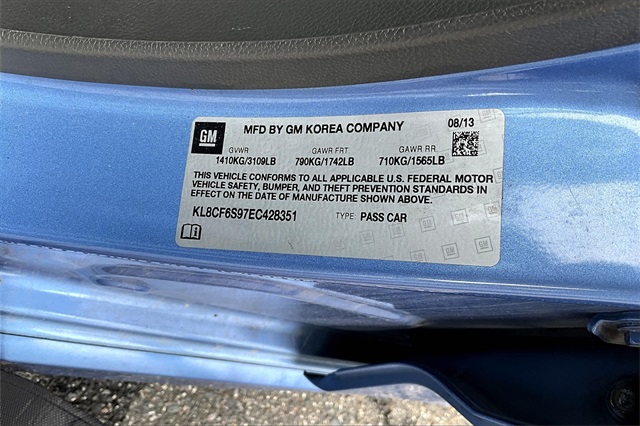 GM MFD BY GM KOREA COMPANY 08/13
GVWR GAWR FRT. GAWR RR.
1410KG/3109LB 790KG/1742LB 710KG/1565LB
THIS VEHICLE CONFORMS TO ALL APPLICABLE U.S. FEDERAL MOTOR
VEHICLE SAFETY, BUMPER, AND THEFT PREVENTION STANDARDS
IN EFFECT ON THE DATE OF MANUFACTURE SHOWN ABOVE.
KL8CF6S97EC428351 TYPE: PASS CAR